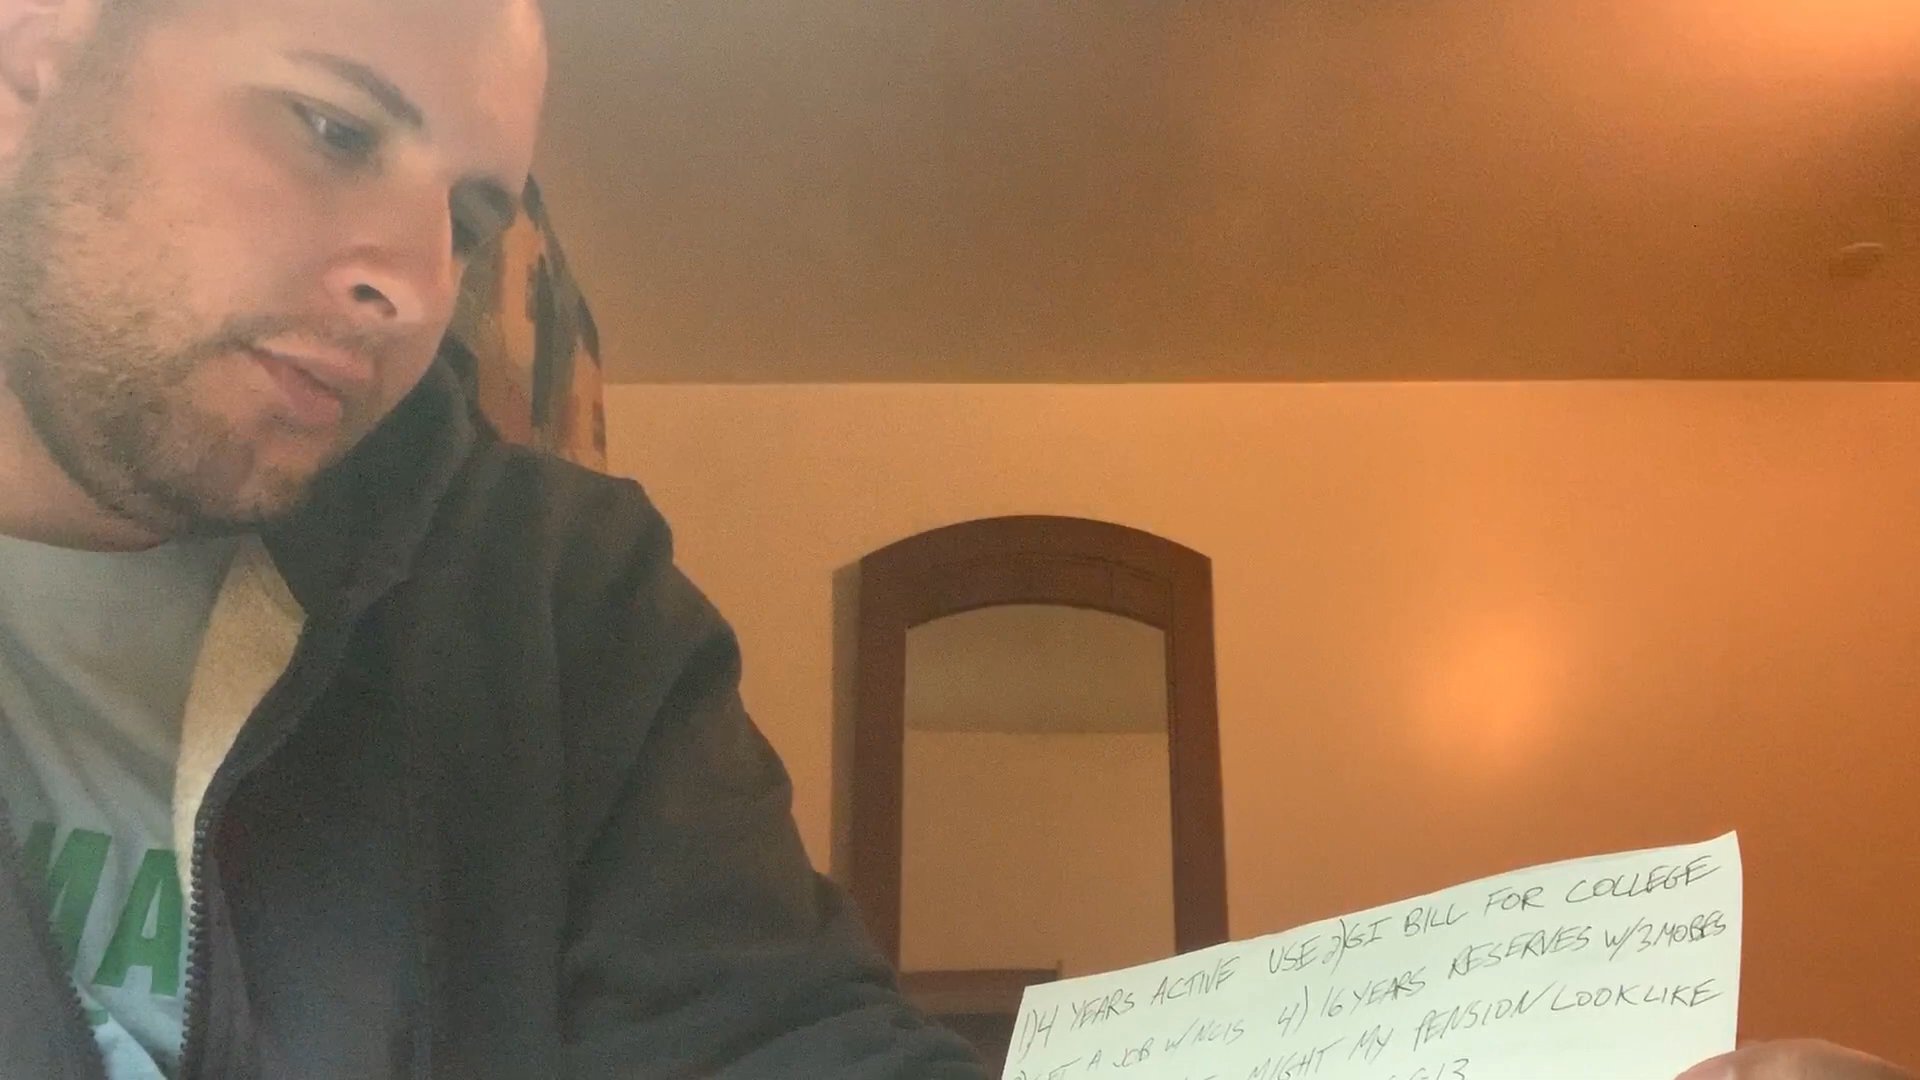 MA
1) 4 YEARS ACTIVE USE 2) GI BILL FOR COLLEGE
A JOB W/ NCIS 4) 16 YEARS RESERVES W/ 3 MOBES
MIGHT MY PENSION LOOK LIKE